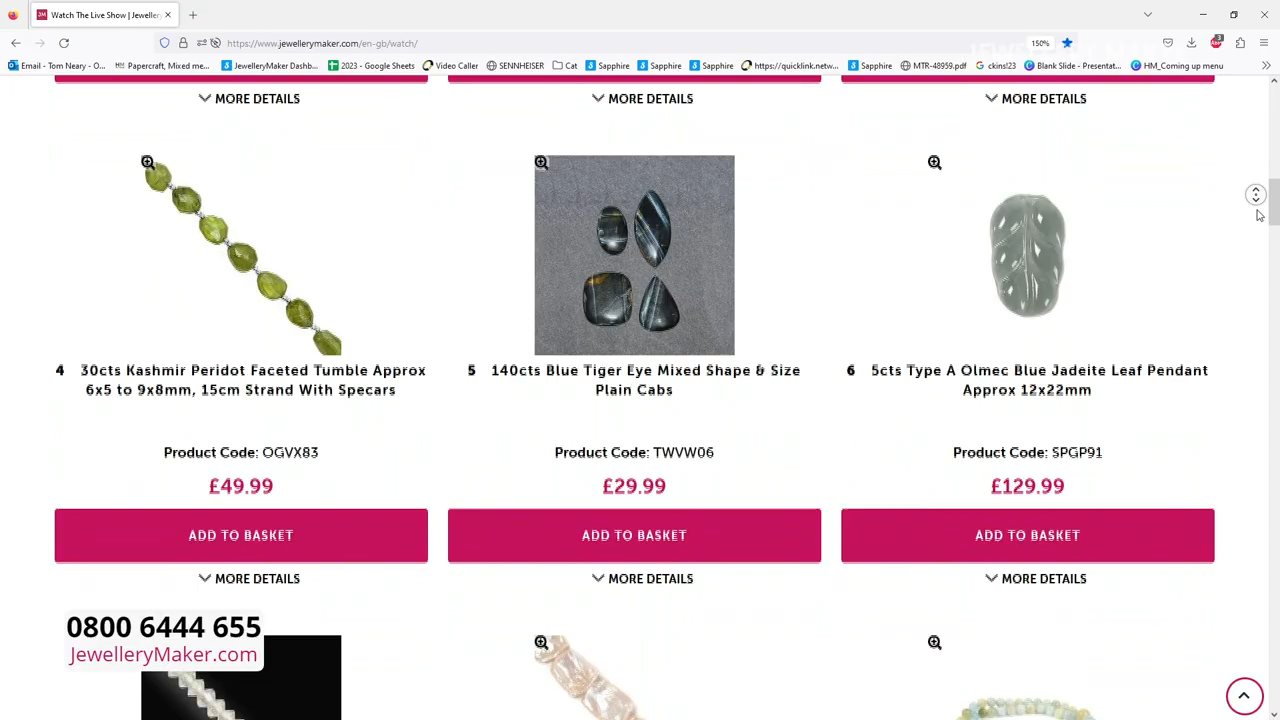 Watch The Live Show | Jeweller
https://www.jewellerymaker.com/en-gb/watch/
150%
3
Email - Tom Neary - O...
Papercraft, Mixed me...
JewelleryMaker Dashb...
2023 - Google Sheets
Video Caller
SENNHEISER
Cat
Sapphire
Sapphire
Sapphire
https://quicklink.netw...
Sapphire
MTR-48959.pdf
ckins!23
Blank Slide - Presentat...
HM_Coming up menu
MORE DETAILS
MORE DETAILS
MORE DETAILS
4 30cts Kashmir Peridot Faceted Tumble Approx
6x5 to 9x8mm, 15cm Strand With Specars
Product Code: OGVX83
£49.99
ADD TO BASKET
MORE DETAILS
5 140cts Blue Tiger Eye Mixed Shape & Size
Plain Cabs
Product Code: TWVW06
£29.99
ADD TO BASKET
MORE DETAILS
6 5cts Type A Olmec Blue Jadeite Leaf Pendant
Approx 12x22mm
Product Code: SPGP91
£129.99
ADD TO BASKET
MORE DETAILS
0800 6444 655
JewelleryMaker.com